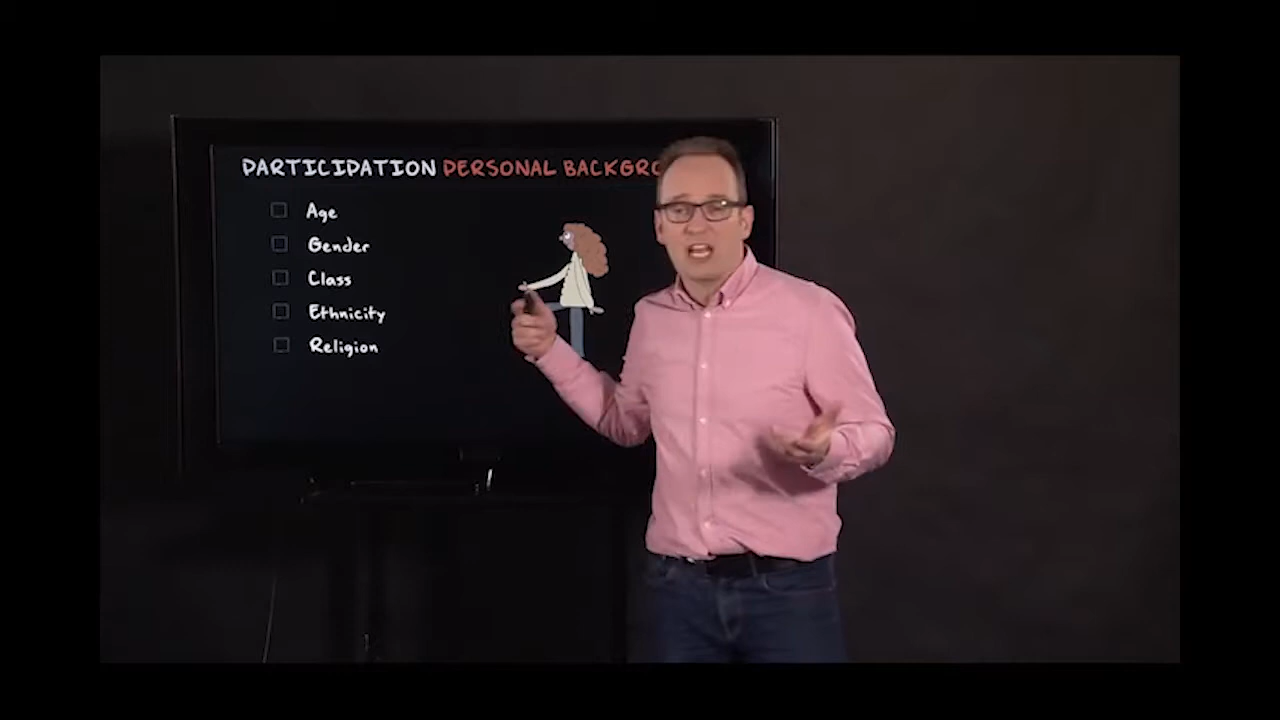 PARTICIPATION PERSONAL
Age
Gender
Class
Ethnicity
Religion